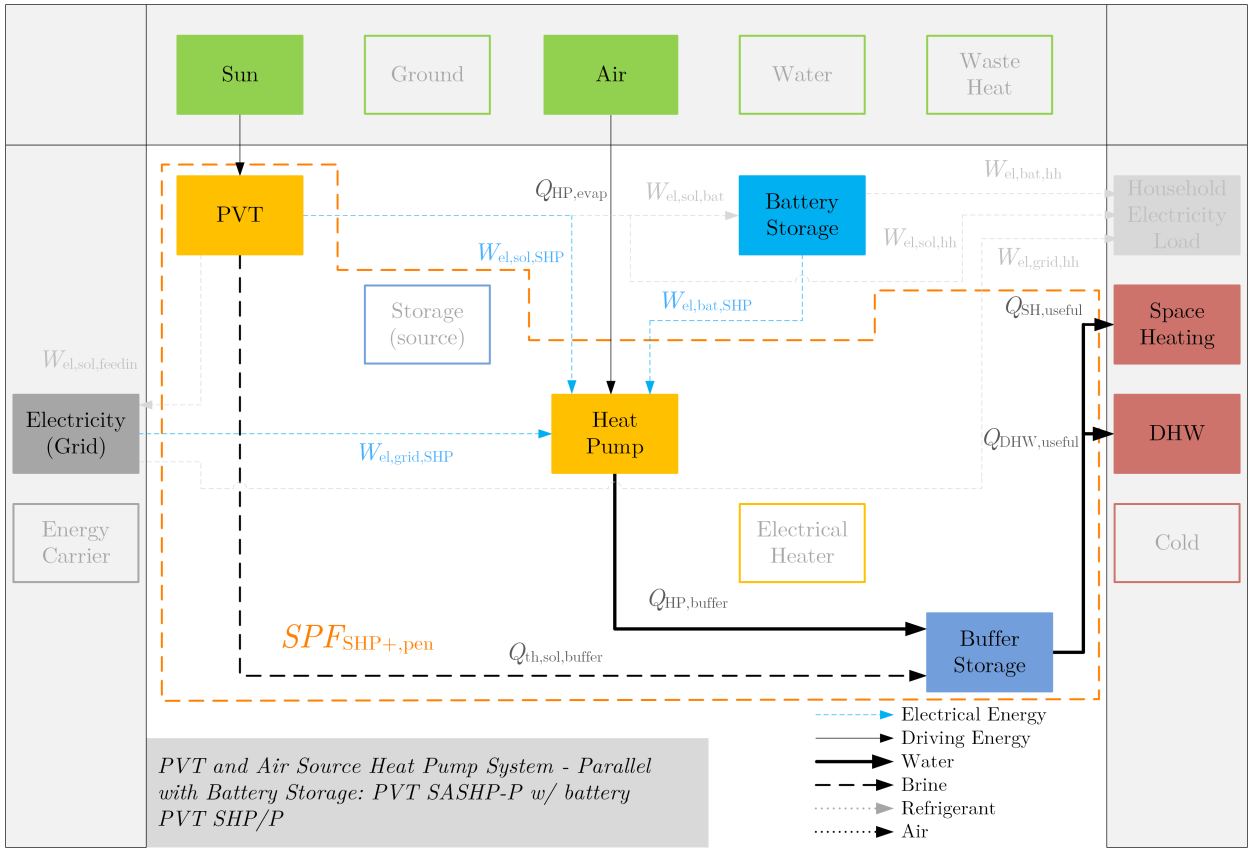 Sun
Ground
Air
Water
Waste
Heat
PVT
Q_HP,evap
W_el,sol,bat
Battery
Storage
W_el,bat,hh
Household
Electricity
Load
W_el,sol,SHP
W_el,sol,hh
W_el,grid,hh
Storage
(source)
W_el,bat,SHP
Q_SH,useful
Space
Heating
W_el,sol,feedin
Electricity
(Grid)
W_el,grid,SHP
Heat
Pump
Q_DHW,useful
DHW
Energy
Carrier
Electrical
Heater
Cold
Q_HP,buffer
SPF_SHP+,pen
Q_th,sol,buffer
Buffer
Storage
Electrical Energy
Driving Energy
Water
Brine
Refrigerant
Air
PVT and Air Source Heat Pump System - Parallel
with Battery Storage: PVT SASHP-P w/ battery
PVT SHP/P